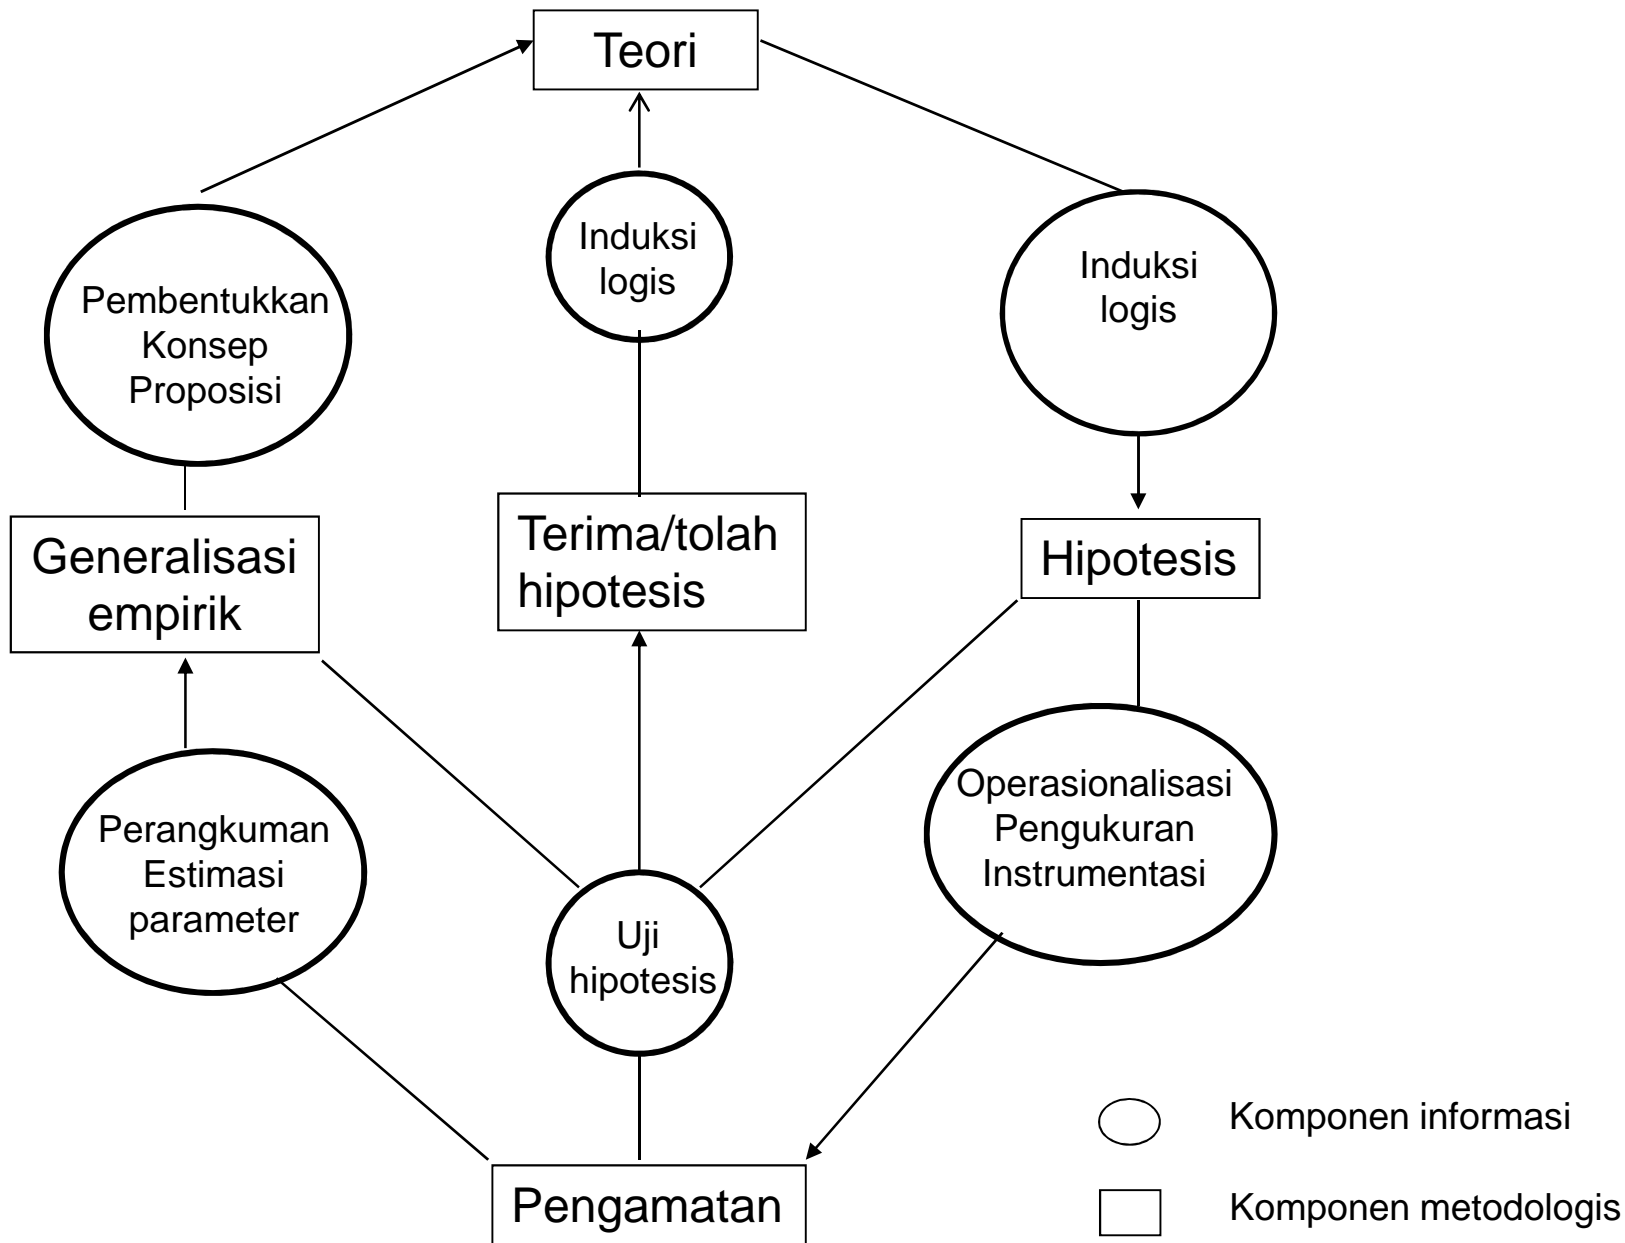 Teori
Induksi
logis
Induksi
logis
Pembentukkan
Konsep
Proposisi
Generalisasi
empirik
Terima/tolah
hipotesis
Hipotesis
Perangkuman
Estimasi
parameter
Uji
hipotesis
Operasionalisasi
Pengukuran
Instrumentasi
Pengamatan
Komponen informasi
Komponen metodologis